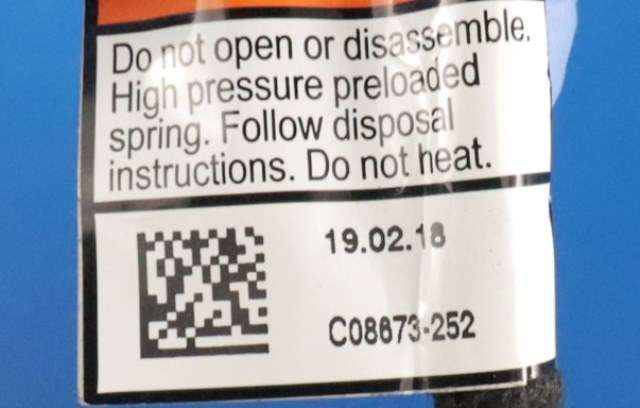 Do not open or disassemble.
High pressure preloaded
spring. Follow disposal
instructions. Do not heat.
19.02.18
C08673-252